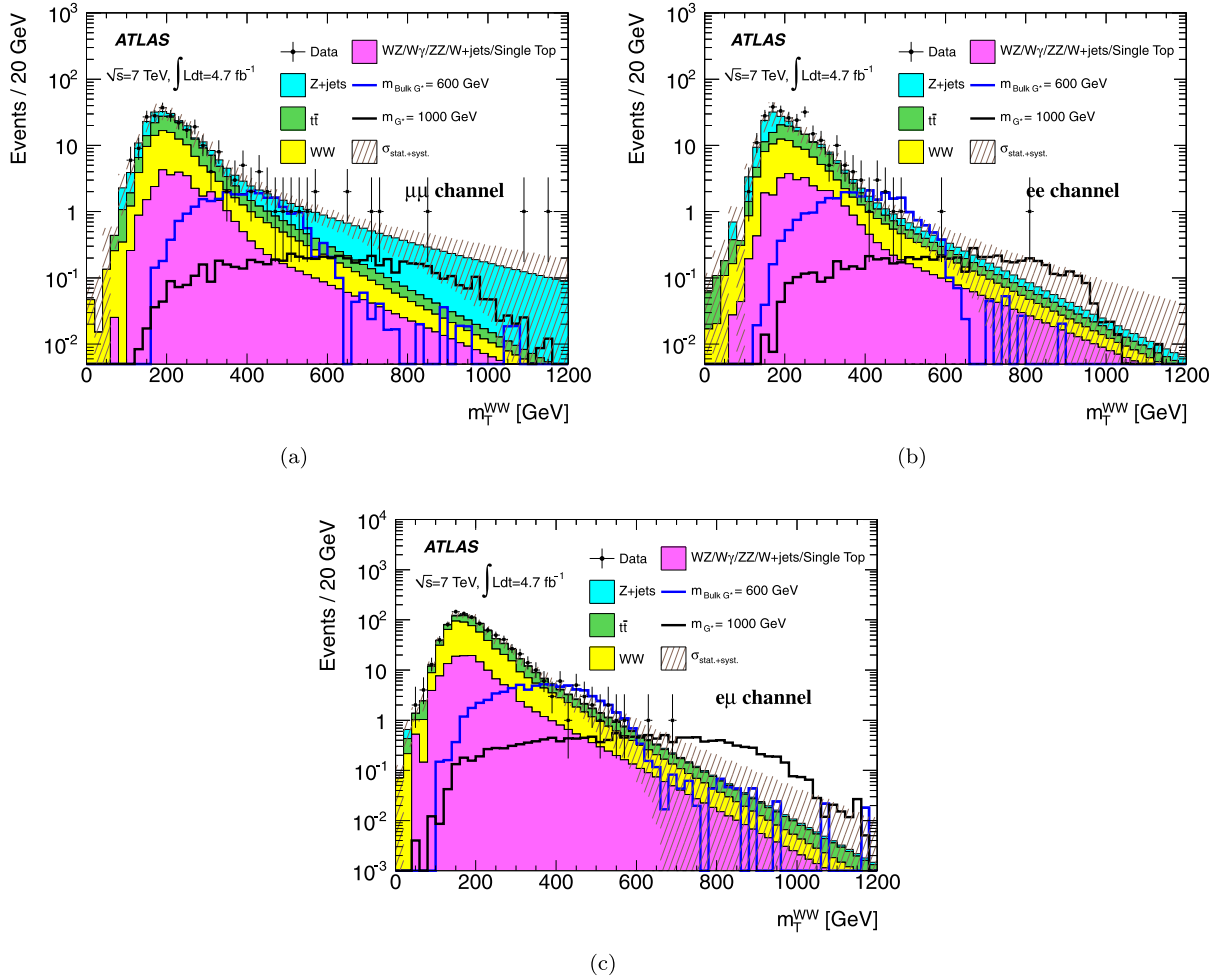 Events / 20 GeV
10³
10²
10
1
10⁻¹
10⁻²
ATLAS
√s=7 TeV, ∫Ldt=4.7 fb⁻¹
Data
Z+jets
tt̄
WW
WZ/Wγ/ZZ/W+jets/Single Top
m_Bulk G* = 600 GeV
m_G* = 1000 GeV
σ_stat.+syst.
μμ channel
0 200 400 600 800 1000 1200
m_T^WW [GeV]
(a)
Events / 20 GeV
10³
10²
10
1
10⁻¹
10⁻²
ATLAS
√s=7 TeV, ∫Ldt=4.7 fb⁻¹
Data
Z+jets
tt̄
WW
WZ/Wγ/ZZ/W+jets/Single Top
m_Bulk G* = 600 GeV
m_G* = 1000 GeV
σ_stat.+syst.
ee channel
0 200 400 600 800 1000 1200
m_T^WW [GeV]
(b)
Events / 20 GeV
10⁴
10³
10²
10
1
10⁻¹
10⁻²
10⁻³
ATLAS
√s=7 TeV, ∫Ldt=4.7 fb⁻¹
Data
Z+jets
tt̄
WW
WZ/Wγ/ZZ/W+jets/Single Top
m_Bulk G* = 600 GeV
m_G* = 1000 GeV
σ_stat.+syst.
eμ channel
0 200 400 600 800 1000 1200
m_T^WW [GeV]
(c)